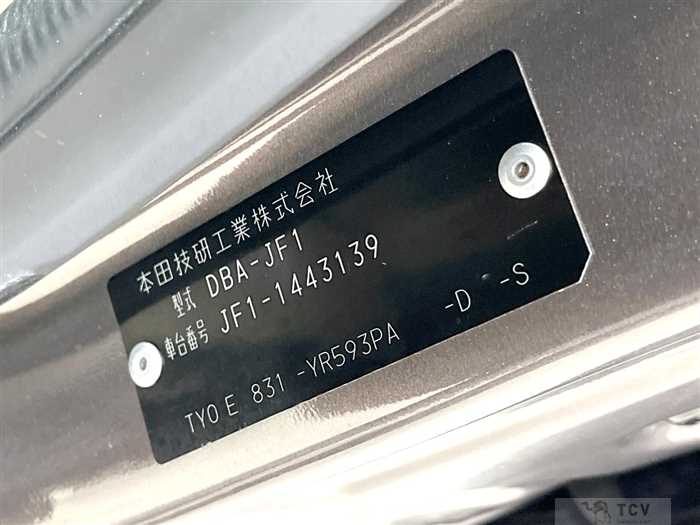 本田技研工業株式会社
型式 DBA-JF1
車台番号 JF1-1443139
TYO E 831 -YR593PA -D -S
TCV